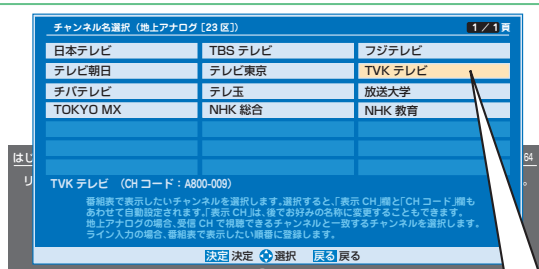 チャンネル名選択（地上アナログ［23 区］） 1／1頁
日本テレビ TBS テレビ フジテレビ
テレビ朝日 テレビ東京 TVK テレビ
チバテレビ テレ玉 放送大学
TOKYO MX NHK 総合 NHK 教育
はじ 64
リ 。
TVK テレビ （CH コード：A800-009）
番組表で表示したいチャンネルを選択します。選択すると、「表示 CH」欄と「CH コード」欄も
あわせて自動設定されます。「表示 CH」は、後でお好みの名称に変更することもできます。
地上アナログの場合、受信 CH で視聴できるチャンネルと一致するチャンネルを選択します。
ライン入力の場合、番組表で表示したい順番に登録します。
決定 決定 選択 戻る 戻る